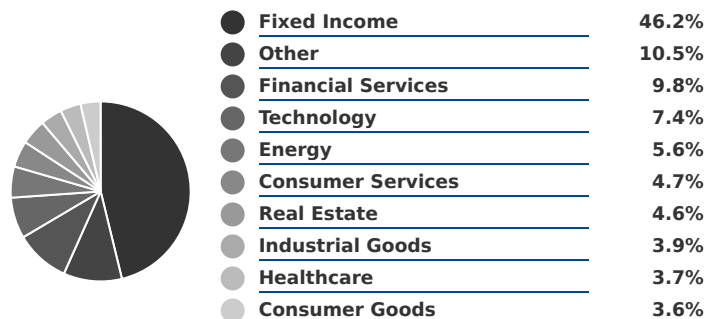 Fixed Income 46.2%
Other 10.5%
Financial Services 9.8%
Technology 7.4%
Energy 5.6%
Consumer Services 4.7%
Real Estate 4.6%
Industrial Goods 3.9%
Healthcare 3.7%
Consumer Goods 3.6%